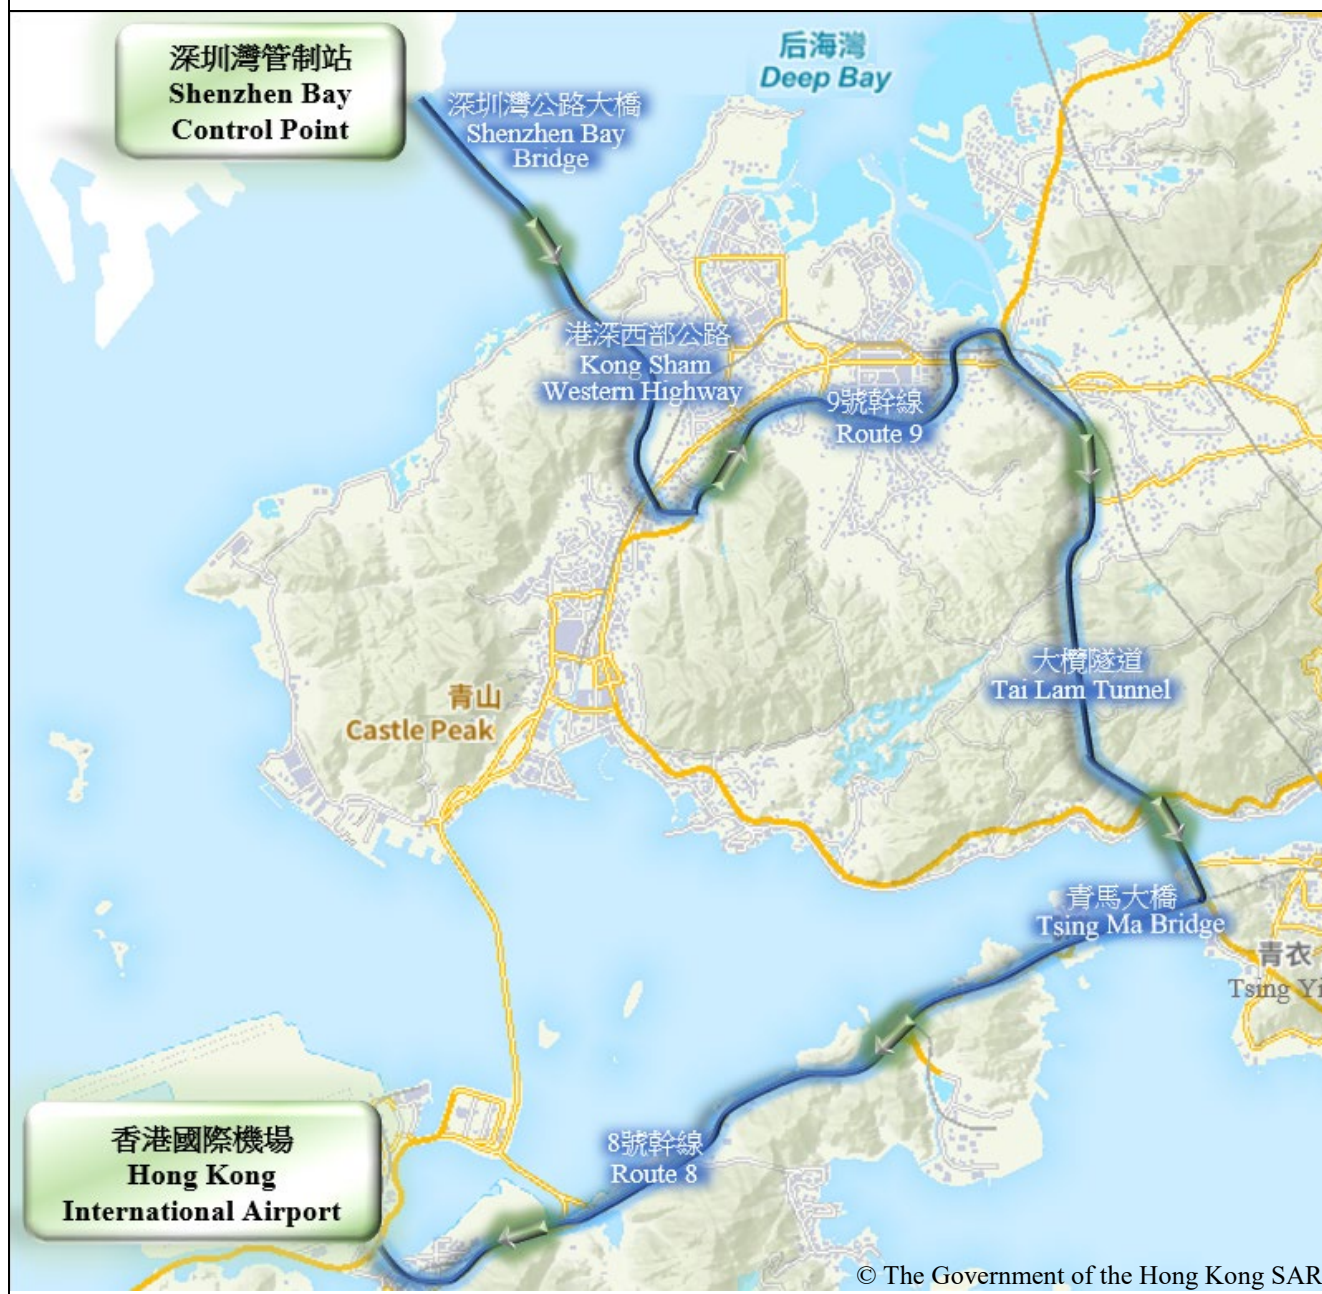 深圳灣管制站
Shenzhen Bay
Control Point
后海灣
Deep Bay
深圳灣公路大橋
Shenzhen Bay
Bridge
港深西部公路
Kong Sham
Western Highway
9號幹線
Route 9
大欖隧道
Tai Lam Tunnel
青山
Castle Peak
青馬大橋
Tsing Ma Bridge
青衣
Tsing Yi
8號幹線
Route 8
香港國際機場
Hong Kong
International Airport
© The Government of the Hong Kong SAR